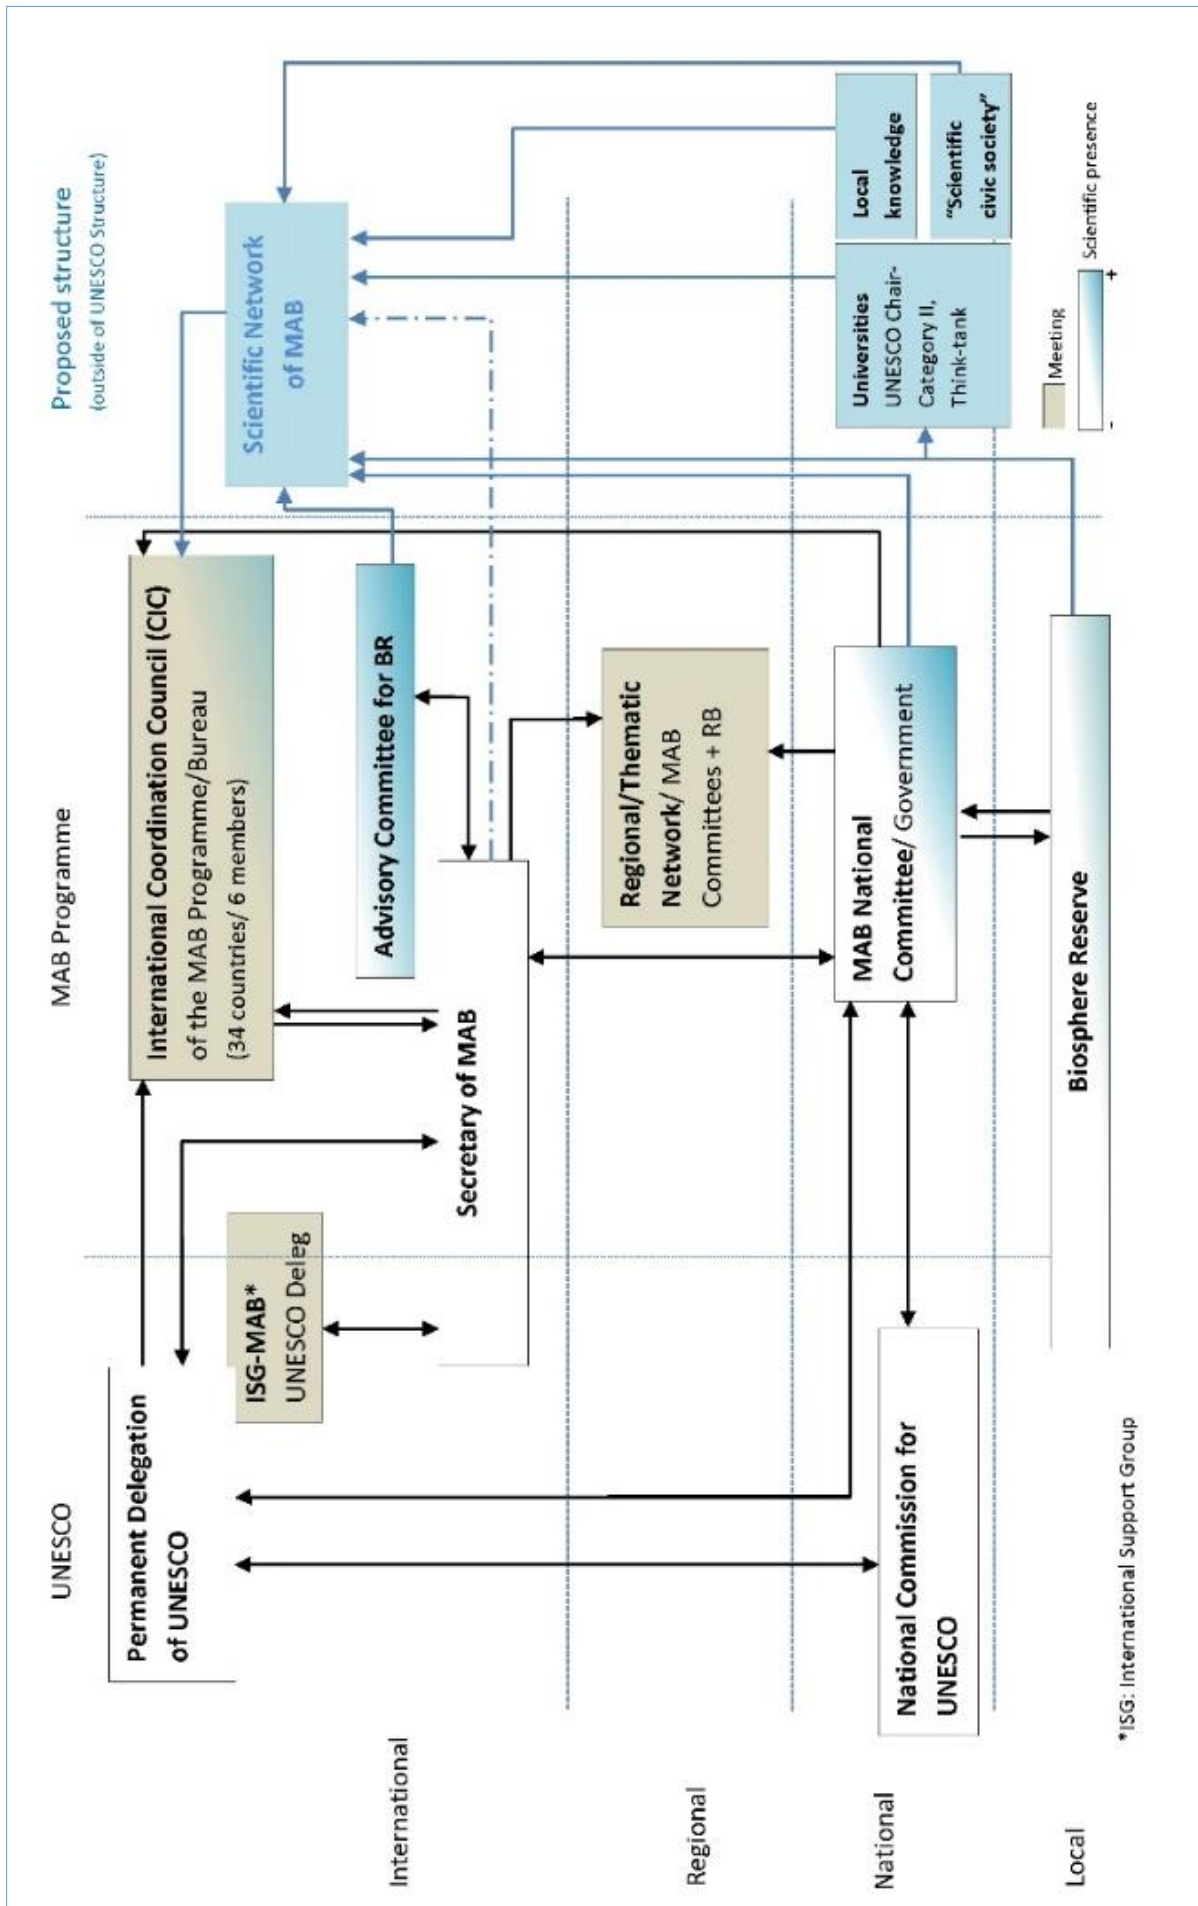 UNESCO
MAB Programme
Proposed structure
(outside of UNESCO Structure)
Permanent Delegation
of UNESCO
International Coordination Council (CIC)
of the MAB Programme/Bureau
(34 countries/ 6 members)
Scientific Network
of MAB
ISG-MAB*
UNESCO Deleg
Advisory Committee for BR
Secretary of MAB
International
Regional/Thematic
Network/ MAB
Committees + RB
Regional
National Commission for
UNESCO
MAB National
Committee/ Government
Universities
UNESCO Chair-
Category II,
Think-tank
Local
knowledge
"Scientific
civic society"
National
Biosphere Reserve
Local
Meeting
-
+
Scientific presence
*ISG: International Support Group